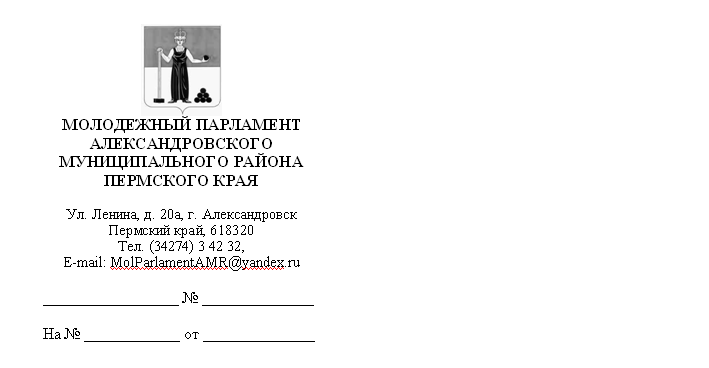 МОЛОДЕЖНЫЙ ПАРЛАМЕНТ
АЛЕКСАНДРОВСКОГО
МУНИЦИПАЛЬНОГО РАЙОНА
ПЕРМСКОГО КРАЯ
Ул. Ленина, д. 20а, г. Александровск
Пермский край, 618320
Тел. (34274) 3 42 32,
E-mail: MolParlamentAMR@yandex.ru
__________________ № _______________
На № _____________ от _______________